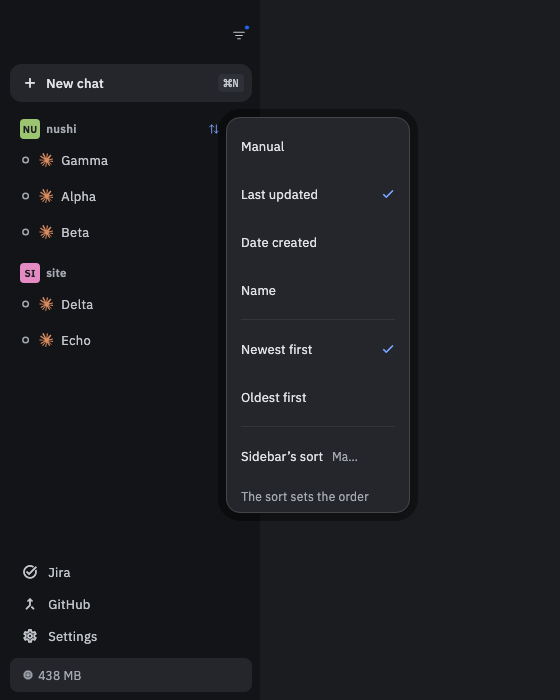 New chat ⌘N
NU nushi
Gamma
Alpha
Beta
SI site
Delta
Echo
Manual
Last updated
Date created
Name
Newest first
Oldest first
Sidebar’s sort Ma…
The sort sets the order
Jira
GitHub
Settings
438 MB